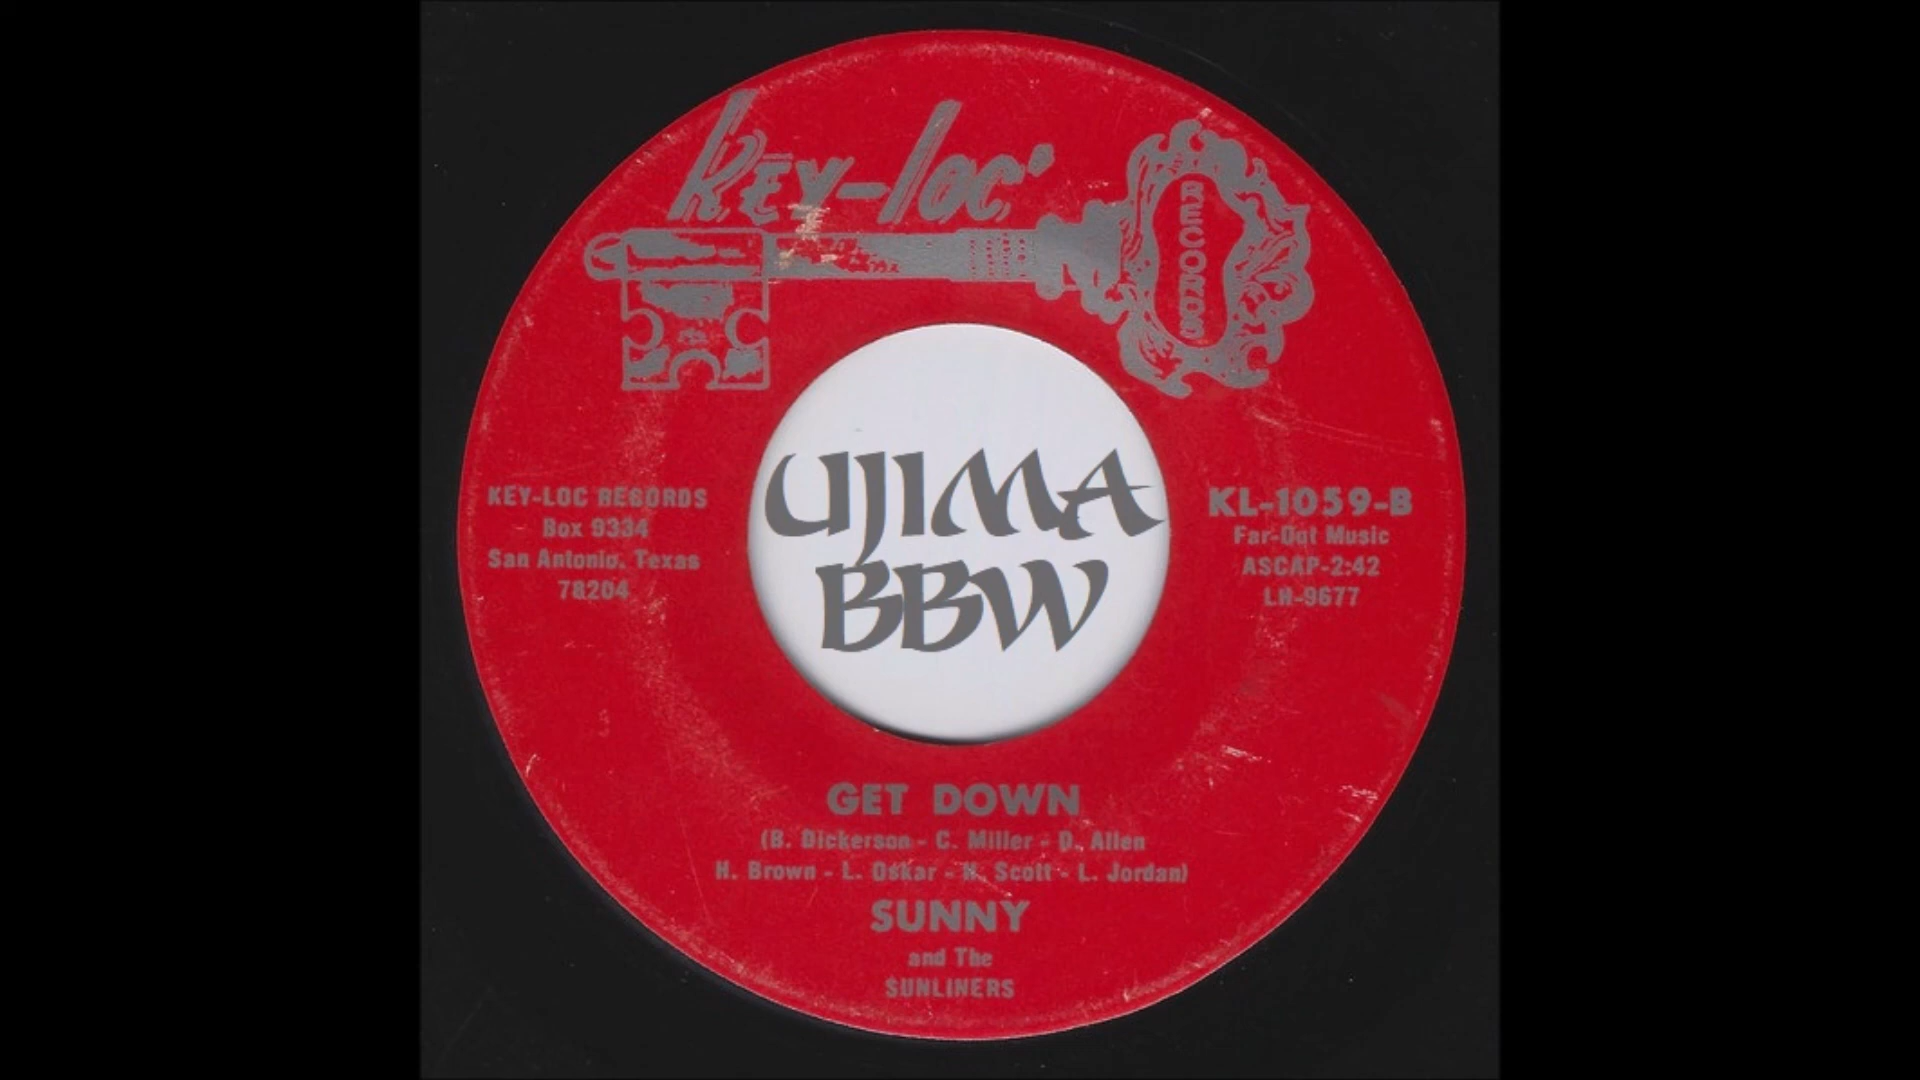 Key-loc'
RECORDS
KEY-LOC RECORDS
Box 9334
San Antonio, Texas
78204
UJIMA
BBW
KL-1059-B
Far-Out Music
ASCAP-2:42
LH-9677
GET DOWN
(B. Dickerson - C. Miller - D. Allen
H. Brown - L. Oskar - H. Scott - L. Jordan)
SUNNY
and The
SUNLINERS